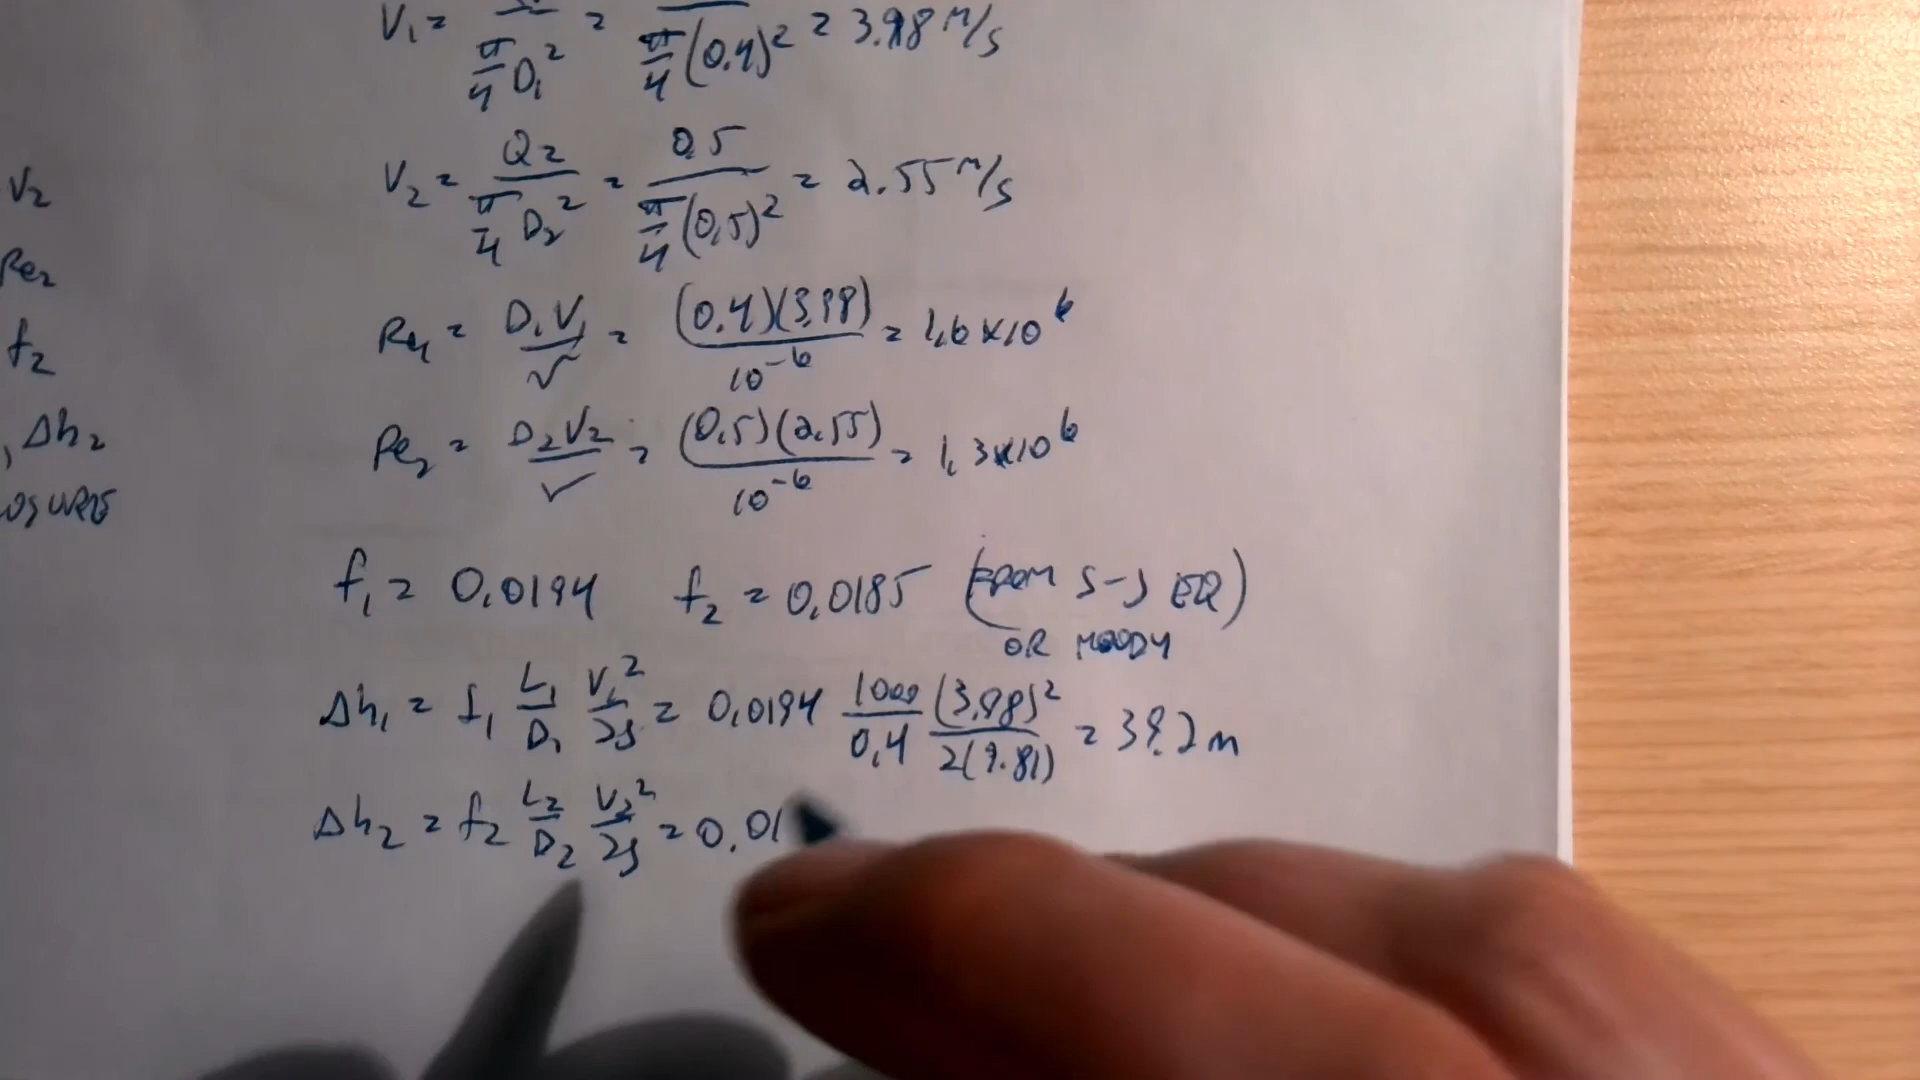 V₁ = / π/4 D₁² = / π/4 (0.4)² = 3.98 m/s
V₂
V₂ = Q₂ / π/4 D₂² = 0.5 / π/4 (0,5)² = 2.55 m/s
Re₂
Re₁ = D₁V₁/ν = (0.4)(3.98)/10⁻⁶ = 1,6 x10⁶
f₂
Re₂ = D₂V₂/ν = (0.5)(2.55)/10⁻⁶ = 1,3x10⁶
, Δh₂
f₁ = 0,0194 f₂ = 0,0185 (FROM S-J EQ)
OR MOODY
Δh₁ = f₁ L₁/D₁ V₁²/2g = 0,0194 1000/0,4 (3.98)²/2(9.81) = 39.2 m
Δh₂ = f₂ L₂/D₂ V₂²/2g = 0.01